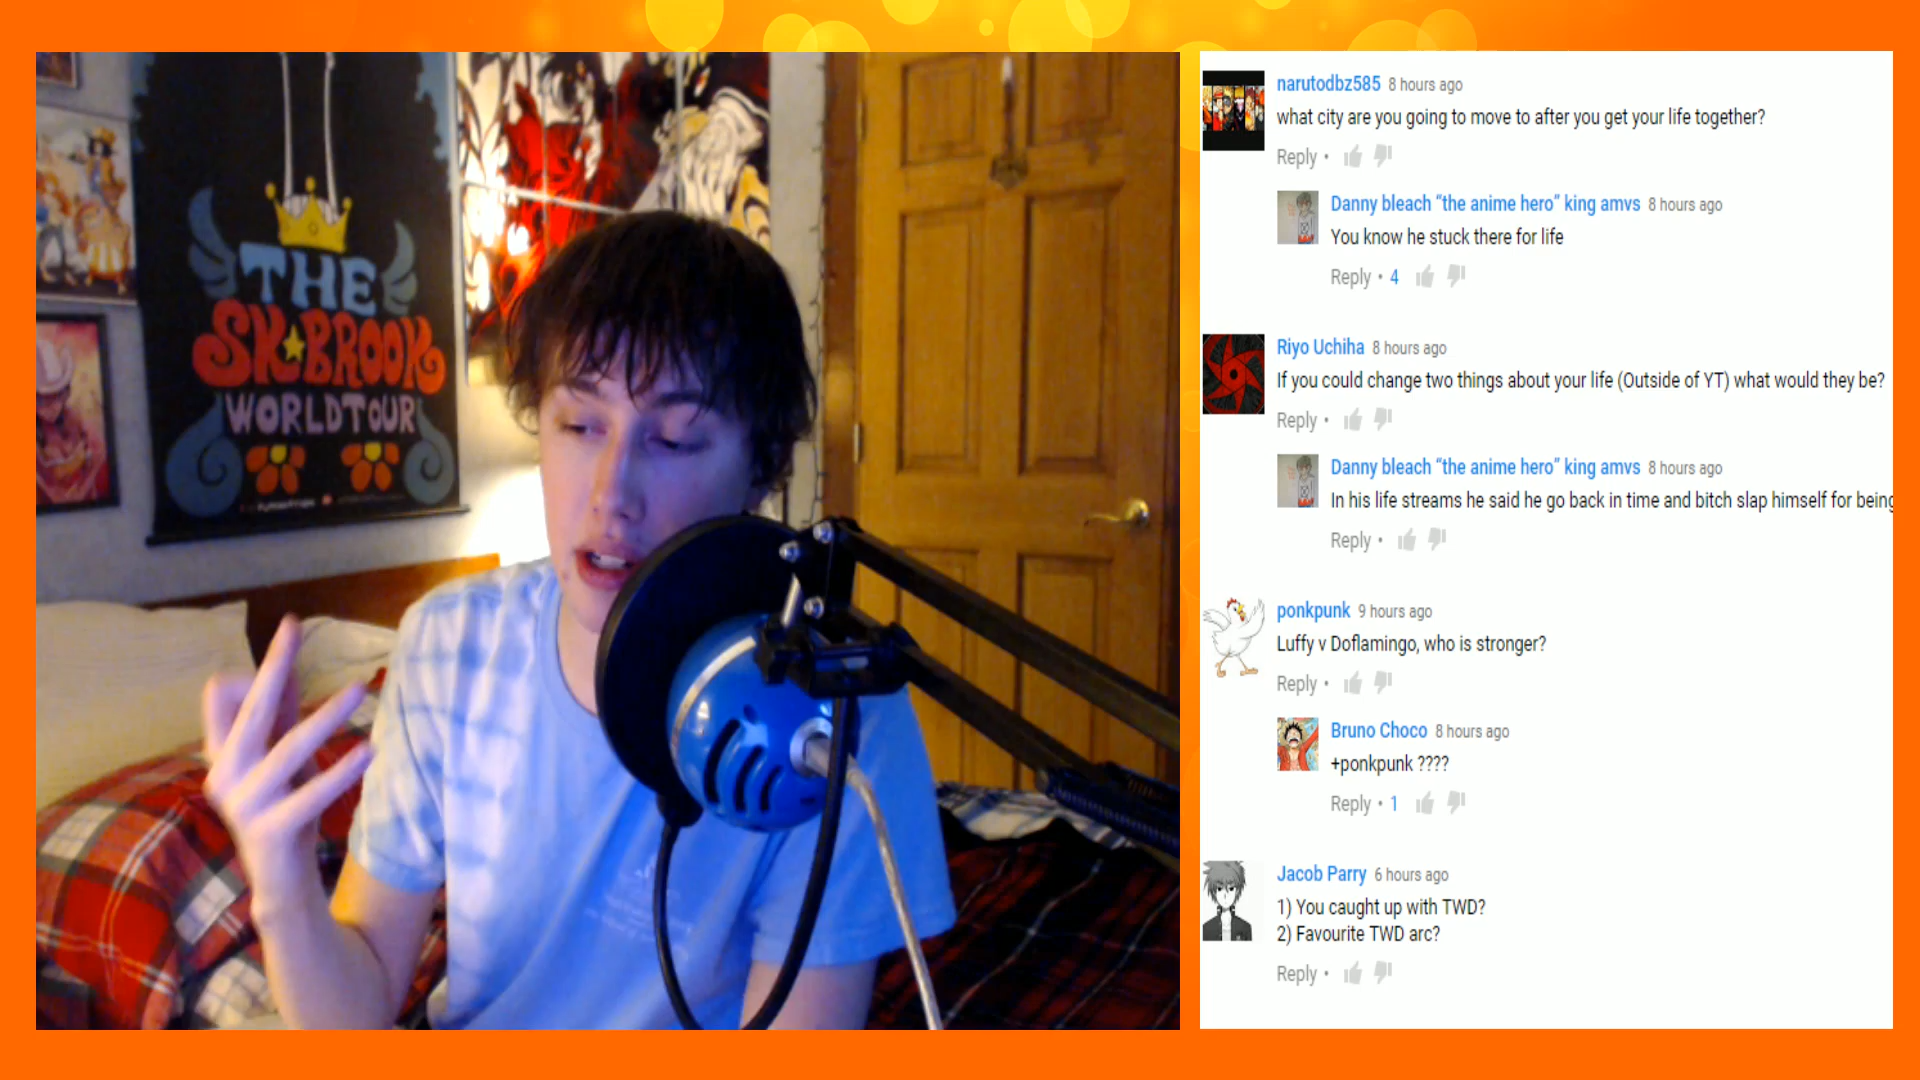 THE
SK★BROOK
WORLD TOUR
narutodbz585 8 hours ago
what city are you going to move to after you get your life together?
Reply •
Danny bleach “the anime hero” king amvs 8 hours ago
You know he stuck there for life
Reply • 4
Riyo Uchiha 8 hours ago
If you could change two things about your life (Outside of YT) what would they be?
Reply •
Danny bleach “the anime hero” king amvs 8 hours ago
In his life streams he said he go back in time and bitch slap himself for being
Reply •
ponkpunk 9 hours ago
Luffy v Doflamingo, who is stronger?
Reply •
Bruno Choco 8 hours ago
+ponkpunk ????
Reply • 1
Jacob Parry 6 hours ago
1) You caught up with TWD?
2) Favourite TWD arc?
Reply •